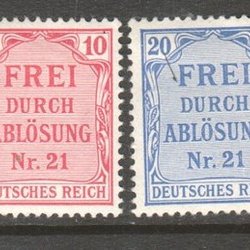 10
FREI
DURCH
ABLÖSUNG
Nr. 21
DEUTSCHES REICH
20
FREI
DURCH
ABLÖSUNG
Nr. 21
DEUTSCHES REICH